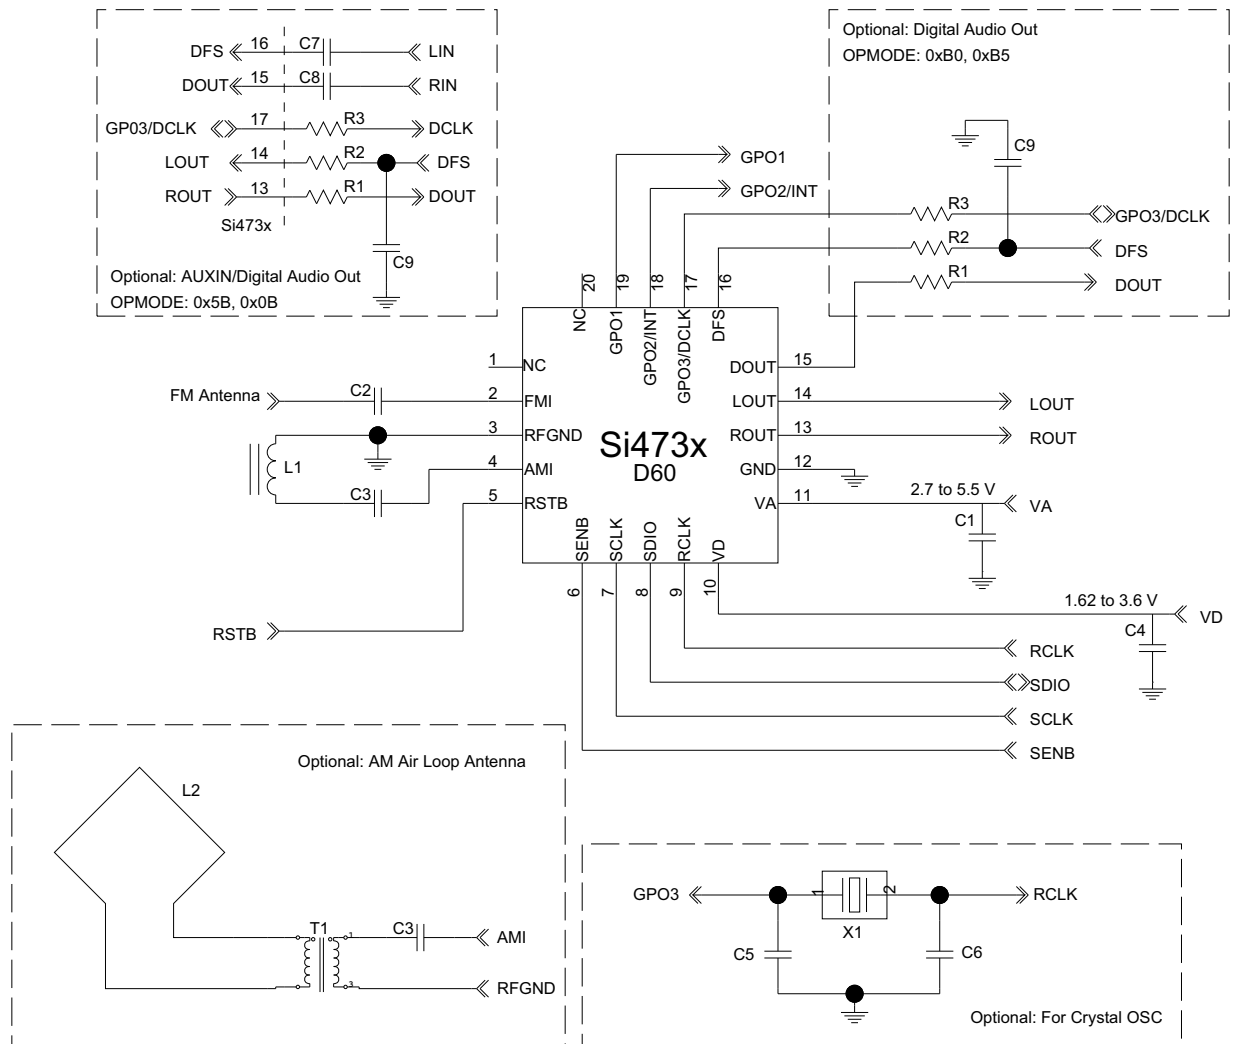 DFS 16 C7 LIN
DOUT 15 C8 RIN
GP03/DCLK 17 R3 DCLK
LOUT 14 R2 DFS
ROUT 13 R1 DOUT
Si473x
C9
Optional: AUXIN/Digital Audio Out
OPMODE: 0x5B, 0x0B
Optional: Digital Audio Out
OPMODE: 0xB0, 0xB5
C9
R3 GPO3/DCLK
R2 DFS
R1 DOUT
GPO1
GPO2/INT
20 19 18 17 16
NC GPO1 GPO2/INT GPO3/DCLK DFS
1 NC
FM Antenna C2 2 FMI
3 RFGND
L1 4 AMI
C3 5 RSTB
RSTB
Si473x
D60
DOUT 15
LOUT 14 LOUT
ROUT 13 ROUT
GND 12
VA 11 2.7 to 5.5 V VA
C1
SENB SCLK SDIO RCLK VD
6 7 8 9 10
1.62 to 3.6 V VD
C4
RCLK
SDIO
SCLK
SENB
Optional: AM Air Loop Antenna
L2
T1 1 C3 AMI
3 RFGND
GPO3 1 2 RCLK
X1
C5 C6
Optional: For Crystal OSC